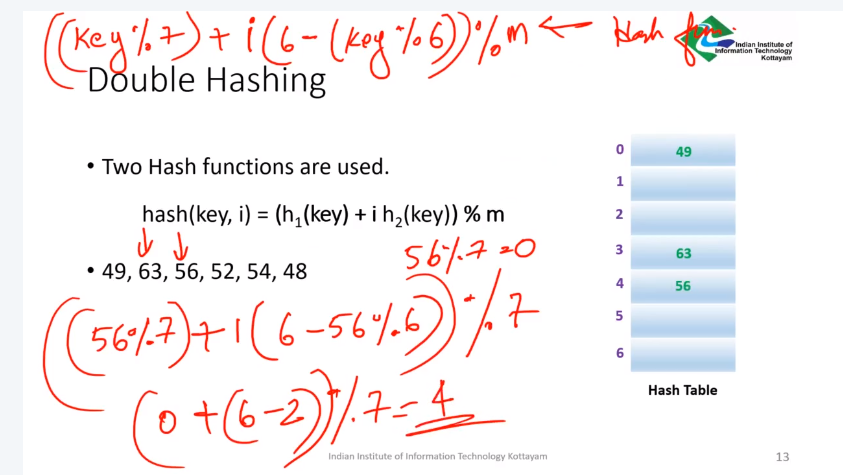 ((Key % 7) + i(6 - (Key % 6)) % m ← Hash
Indian Institute of
Information Technology
Kottayam
Double Hashing
• Two Hash functions are used.
hash(key, i) = (h₁(key) + i h₂(key)) % m
• 49, 63, 56, 52, 54, 48
56 % 7 = 0
((56 % 7) + 1(6 - 56 % 6)) % 7
(0 + (6 - 2)) % 7 = 4
0 49
1
2
3 63
4 56
5
6
Hash Table
Indian Institute of Information Technology Kottayam
13